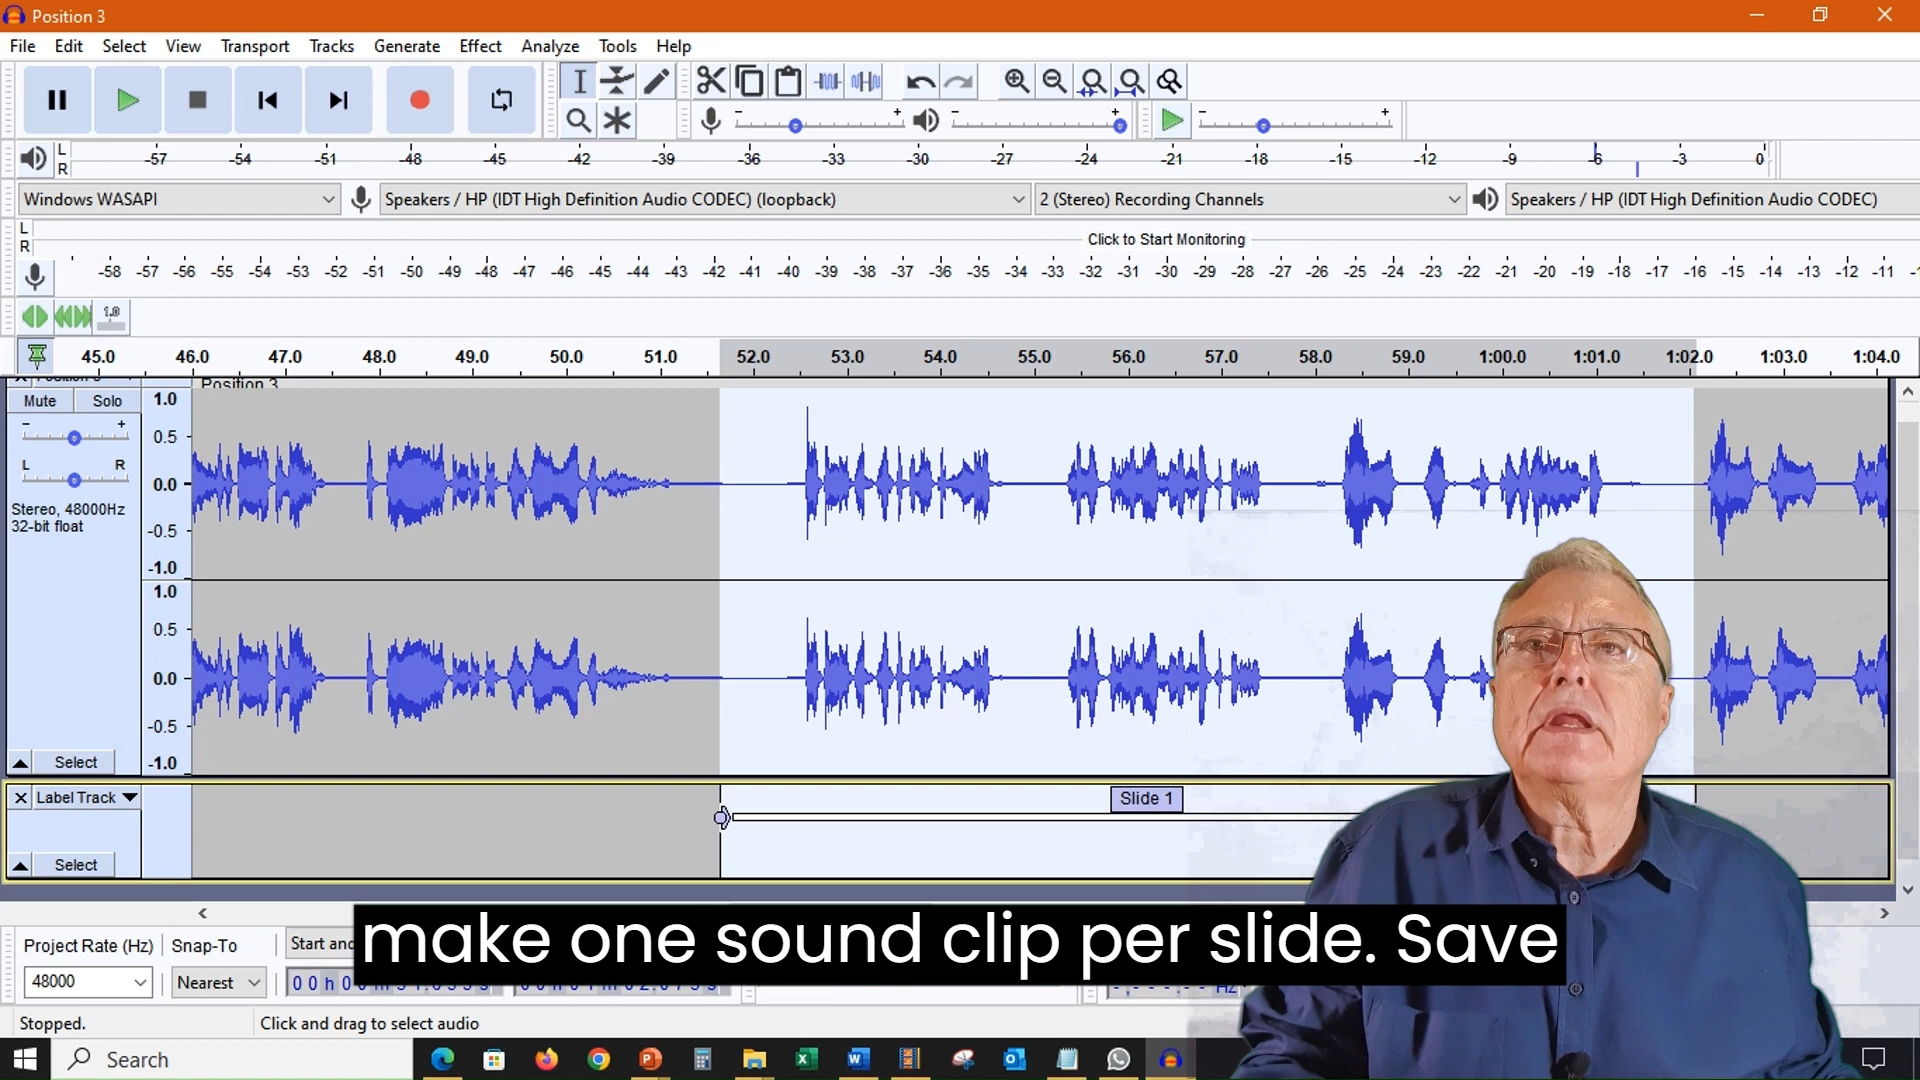 Position 3
File Edit Select View Transport Tracks Generate Effect Analyze Tools Help
- + - + - +
L
R
-57 -54 -51 -48 -45 -42 -39 -36 -33 -30 -27 -24 -21 -18 -15 -12 -9 -6 -3 0
Windows WASAPI Speakers / HP (IDT High Definition Audio CODEC) (loopback) 2 (Stereo) Recording Channels Speakers / HP (IDT High Definition Audio CODEC)
L
R
Click to Start Monitoring
-58 -57 -56 -55 -54 -53 -52 -51 -50 -49 -48 -47 -46 -45 -44 -43 -42 -41 -40 -39 -38 -37 -36 -35 -34 -33 -32 -31 -30 -29 -28 -27 -26 -25 -24 -23 -22 -21 -20 -19 -18 -17 -16 -15 -14 -13 -12 -11
1.0
45.0 46.0 47.0 48.0 49.0 50.0 51.0 52.0 53.0 54.0 55.0 56.0 57.0 58.0 59.0 1:00.0 1:01.0 1:02.0 1:03.0 1:04.0
Position 3 Position 3
Mute Solo
- +
L R
Stereo, 48000Hz
32-bit float
Select
1.0
0.5
0.0
-0.5
-1.0
1.0
0.5
0.0
-0.5
-1.0
Label Track
Slide 1
Select
make one sound clip per slide. Save
Project Rate (Hz) Snap-To Start and
48000 Nearest
Hz
Stopped. Click and drag to select audio
Search